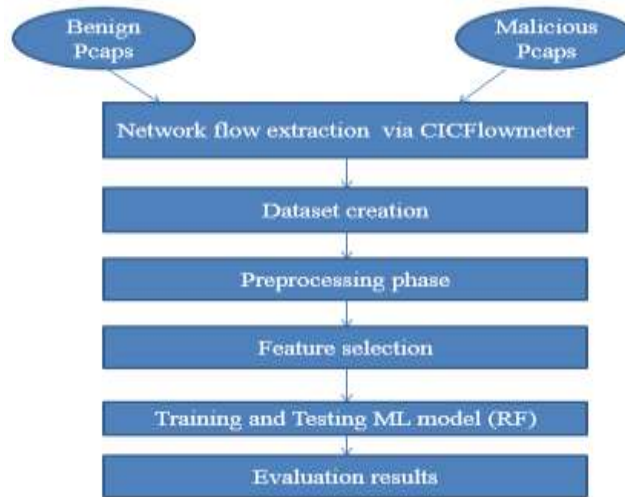 Benign
Pcaps
Malicious
Pcaps
Network flow extraction via CICFlowmeter
Dataset creation
Preprocessing phase
Feature selection
Training and Testing ML model (RF)
Evaluation results